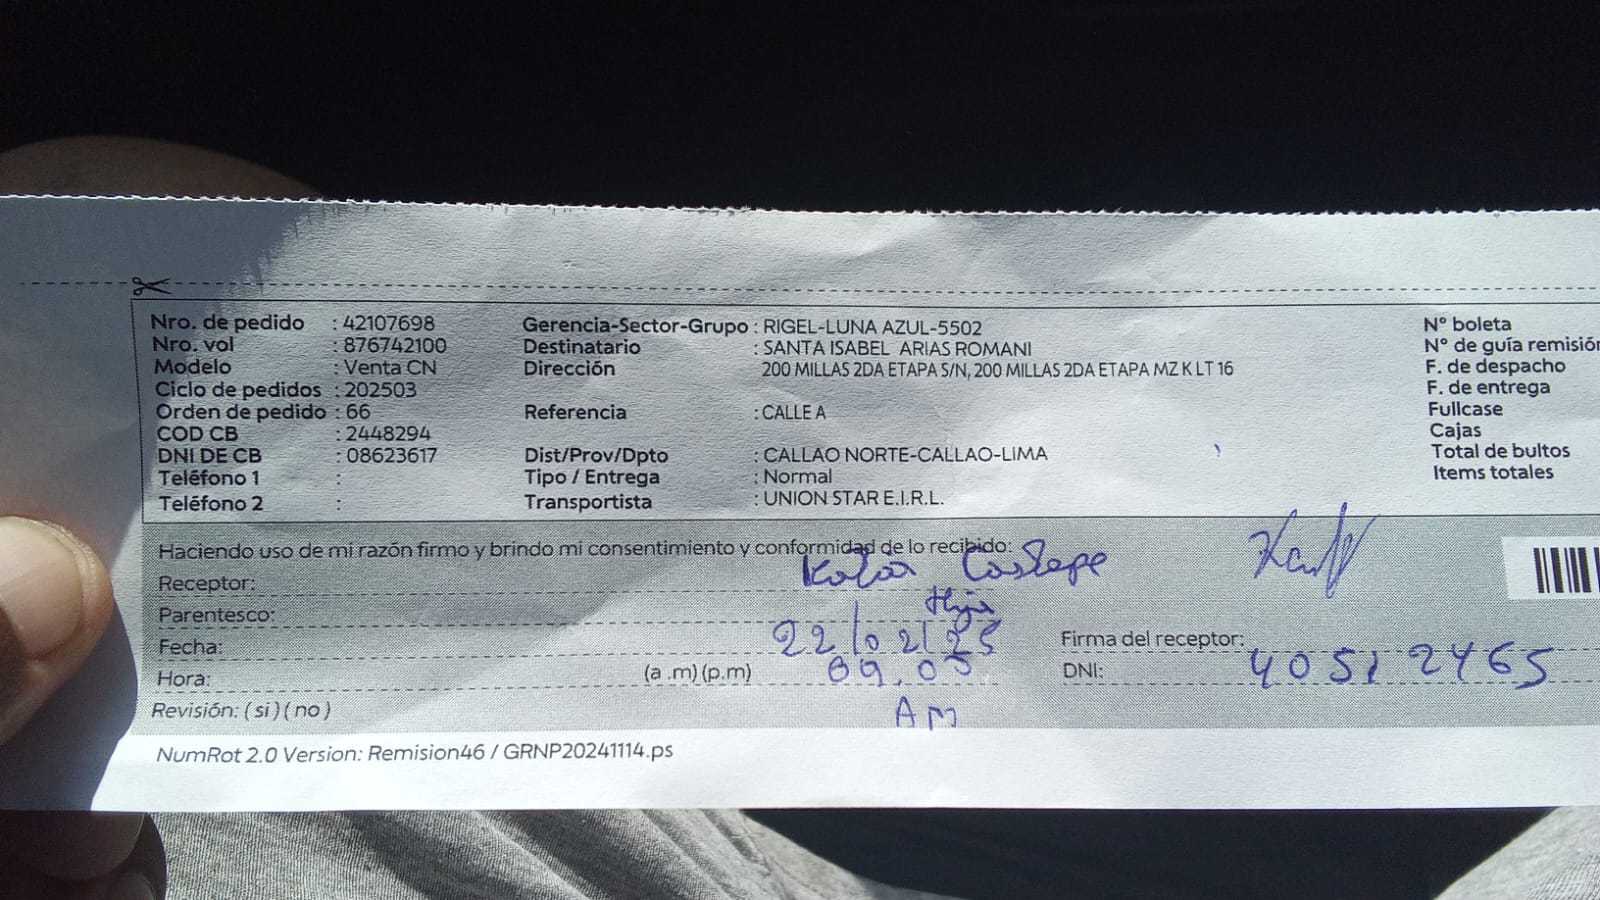 Nro. de pedido : 42107698 Gerencia-Sector-Grupo : RIGEL-LUNA AZUL-5502 N° boleta
Nro. vol : 876742100 Destinatario : SANTA ISABEL ARIAS ROMANI N° de guía remisión
Modelo : Venta CN Dirección 200 MILLAS 2DA ETAPA S/N, 200 MILLAS 2DA ETAPA MZ K LT 16 F. de despacho
Ciclo de pedidos : 202503 F. de entrega
Orden de pedido : 66 Referencia : CALLE A Fullcase
COD CB : 2448294 Cajas
DNI DE CB : 08623617 Dist/Prov/Dpto : CALLAO NORTE-CALLAO-LIMA Total de bultos
Teléfono 1 : Tipo / Entrega : Normal Items totales
Teléfono 2 : Transportista : UNION STAR E.I.R.L.
Haciendo uso de mi razón firmo y brindo mi consentimiento y conformidad de lo recibido:
Receptor:
Parentesco: Hija
Fecha: 22/02/25 Firma del receptor:
Hora: (a .m)(p.m) 09.05 DNI: 40512465
AM
Revisión: ( si ) ( no )
NumRot 2.0 Version: Remision46 / GRNP20241114.ps